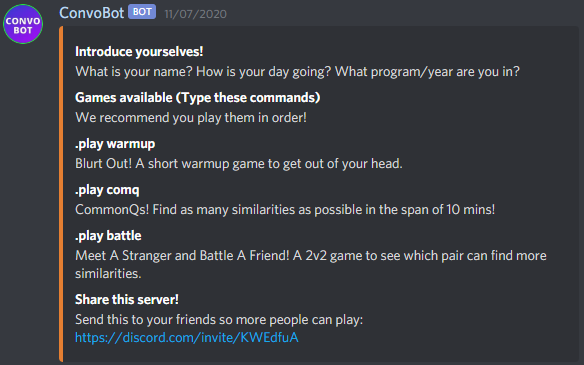 CONVO
BOT
ConvoBot BOT 11/07/2020
Introduce yourselves!
What is your name? How is your day going? What program/year are you in?
Games available (Type these commands)
We recommend you play them in order!
.play warmup
Blurt Out! A short warmup game to get out of your head.
.play comq
CommonQs! Find as many similarities as possible in the span of 10 mins!
.play battle
Meet A Stranger and Battle A Friend! A 2v2 game to see which pair can find more
similarities.
Share this server!
Send this to your friends so more people can play:
https://discord.com/invite/KWEdfuA